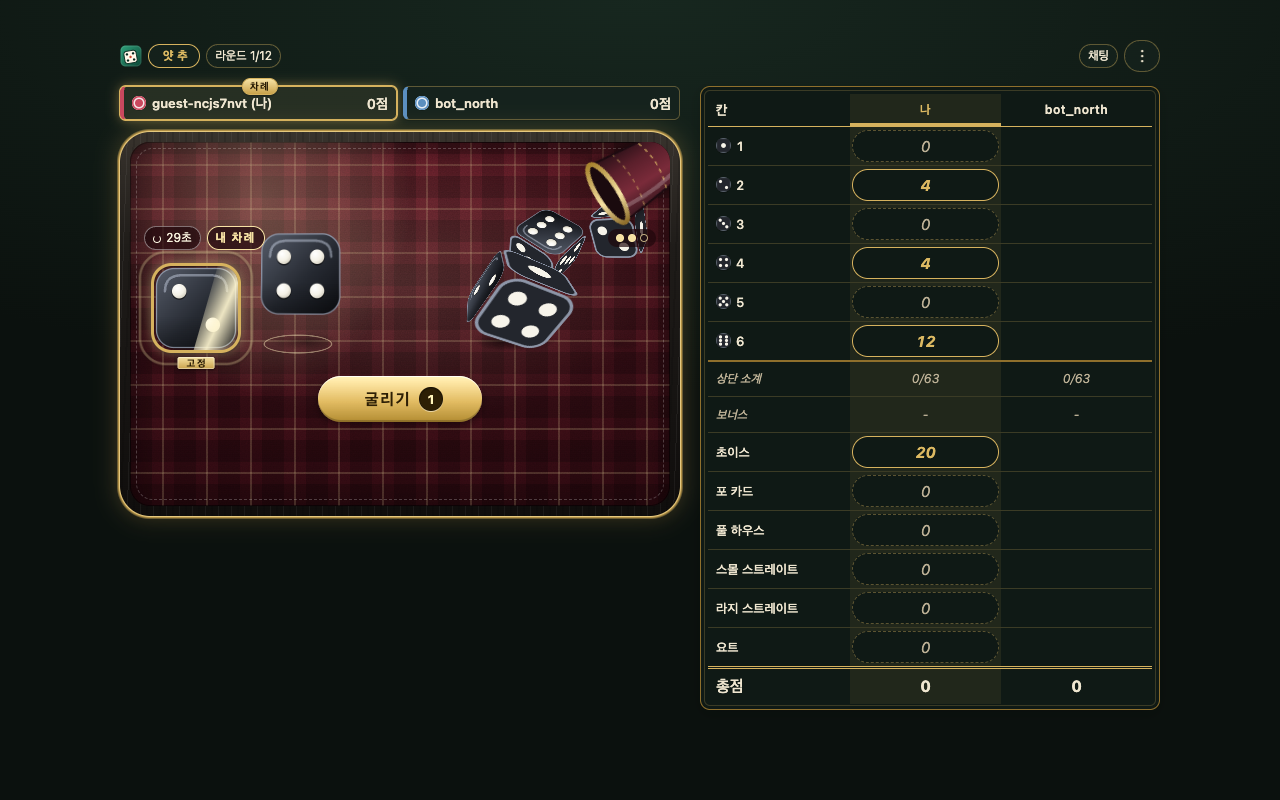 얏추
라운드 1/12
채팅
차례
guest-ncjs7nvt (나) 0점
bot_north 0점
29초
내 차례
고정
굴리기 1
칸 나 bot_north
1 0
2 4
3 0
4 4
5 0
6 12
상단 소계 0/63 0/63
보너스 - -
초이스 20
포 카드 0
풀 하우스 0
스몰 스트레이트 0
라지 스트레이트 0
요트 0
총점 0 0